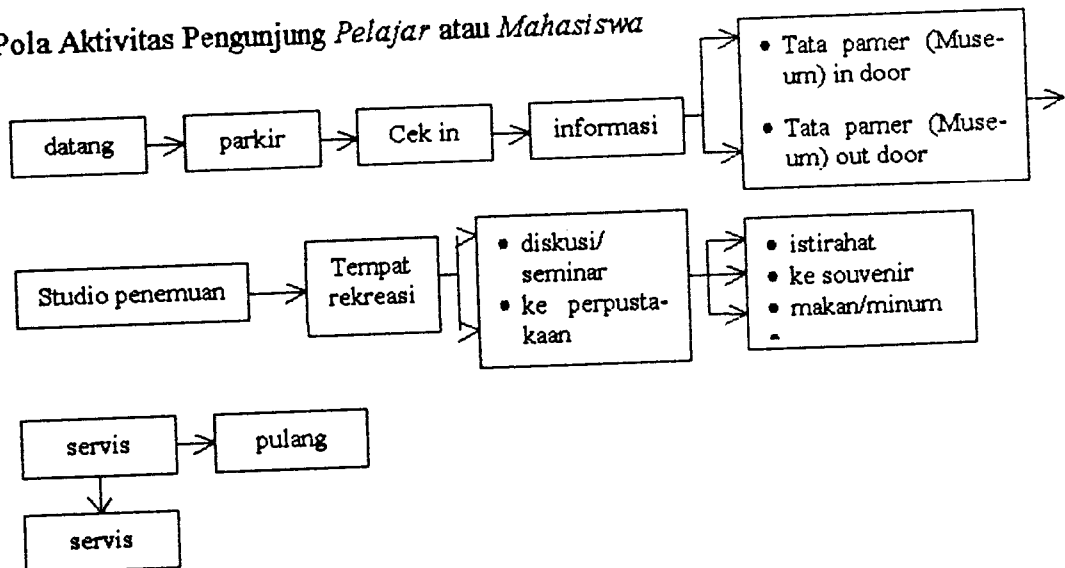 Pola Aktivitas Pengunjung Pelajar atau Mahasiswa
datang
parkir
Cek in
informasi
• Tata pamer (Muse-
um) in door
• Tata pamer (Muse-
um) out door
Studio penemuan
Tempat
rekreasi
• diskusi/
seminar
• ke perpusta-
kaan
• istirahat
• ke souvenir
• makan/minum
•
servis
pulang
servis